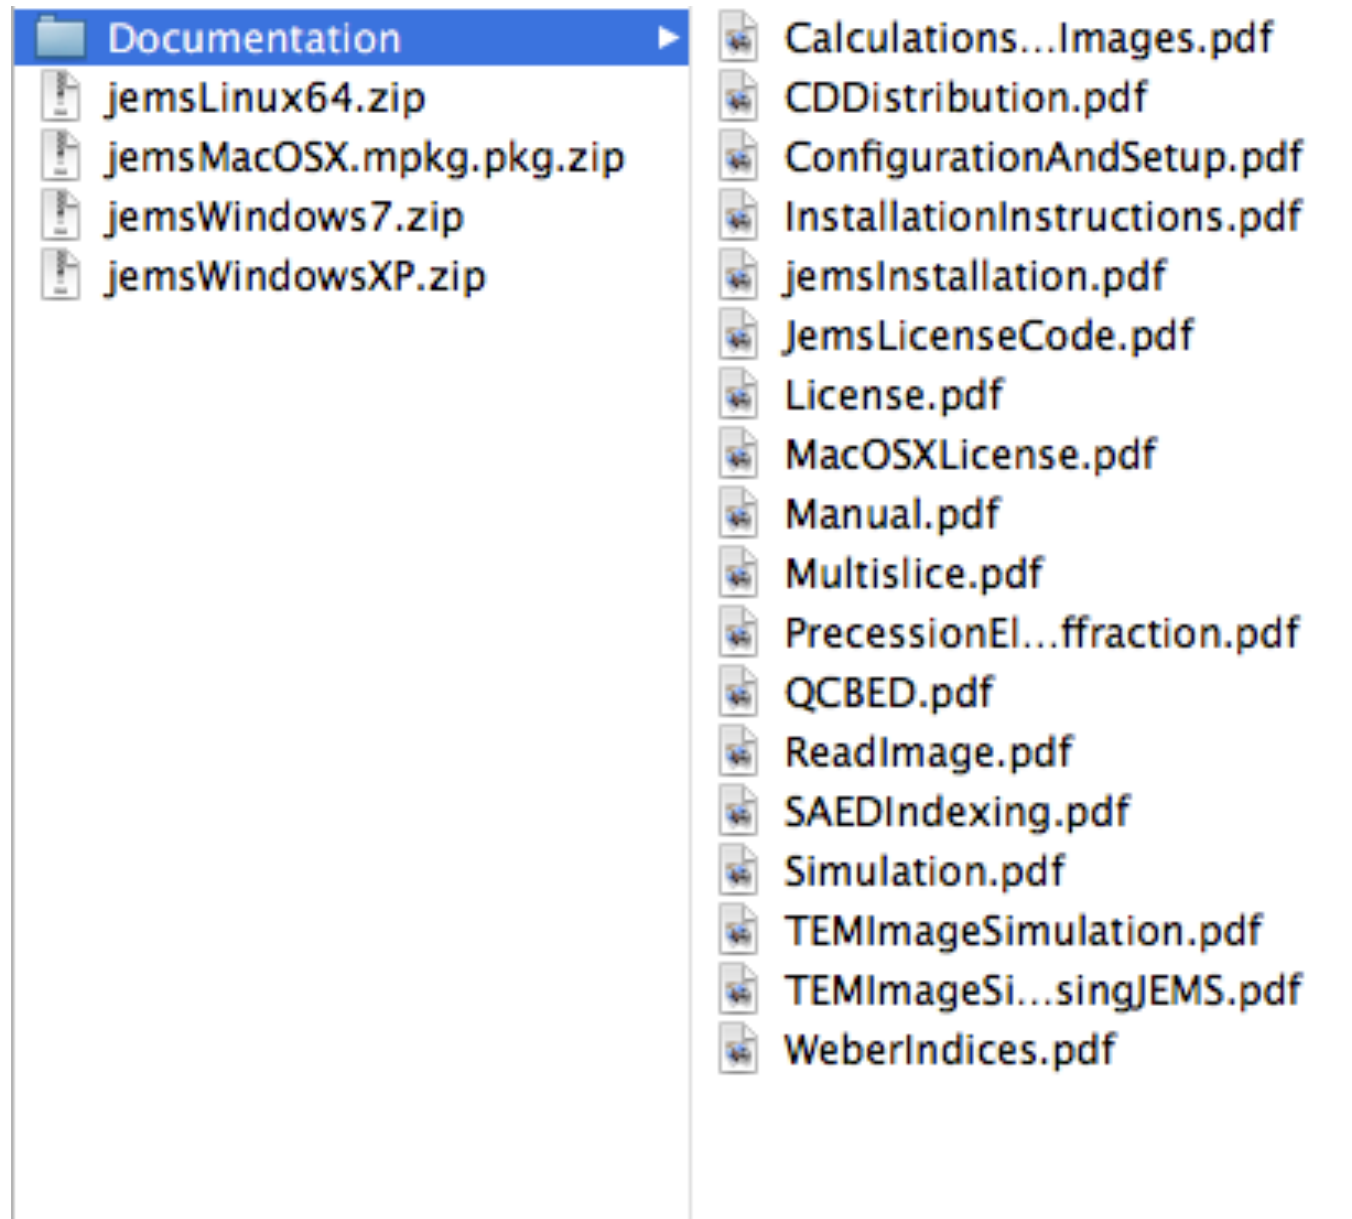 Documentation
jemsLinux64.zip
jemsMacOSX.mpkg.pkg.zip
jemsWindows7.zip
jemsWindowsXP.zip
Calculations...Images.pdf
CDDistribution.pdf
ConfigurationAndSetup.pdf
InstallationInstructions.pdf
jemsInstallation.pdf
JemsLicenseCode.pdf
License.pdf
MacOSXLicense.pdf
Manual.pdf
Multislice.pdf
PrecessionEl...ffraction.pdf
QCBED.pdf
ReadImage.pdf
SAEDIndexing.pdf
Simulation.pdf
TEMImageSimulation.pdf
TEMImageSi...singJEMS.pdf
WeberIndices.pdf